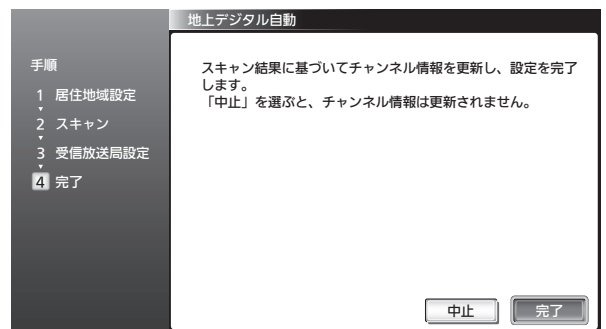 地上デジタル自動
手順
1 居住地域設定
2 スキャン
3 受信放送局設定
4 完了
スキャン結果に基づいてチャンネル情報を更新し、設定を完了
します。
「中止」を選ぶと、チャンネル情報は更新されません。
中止
完了